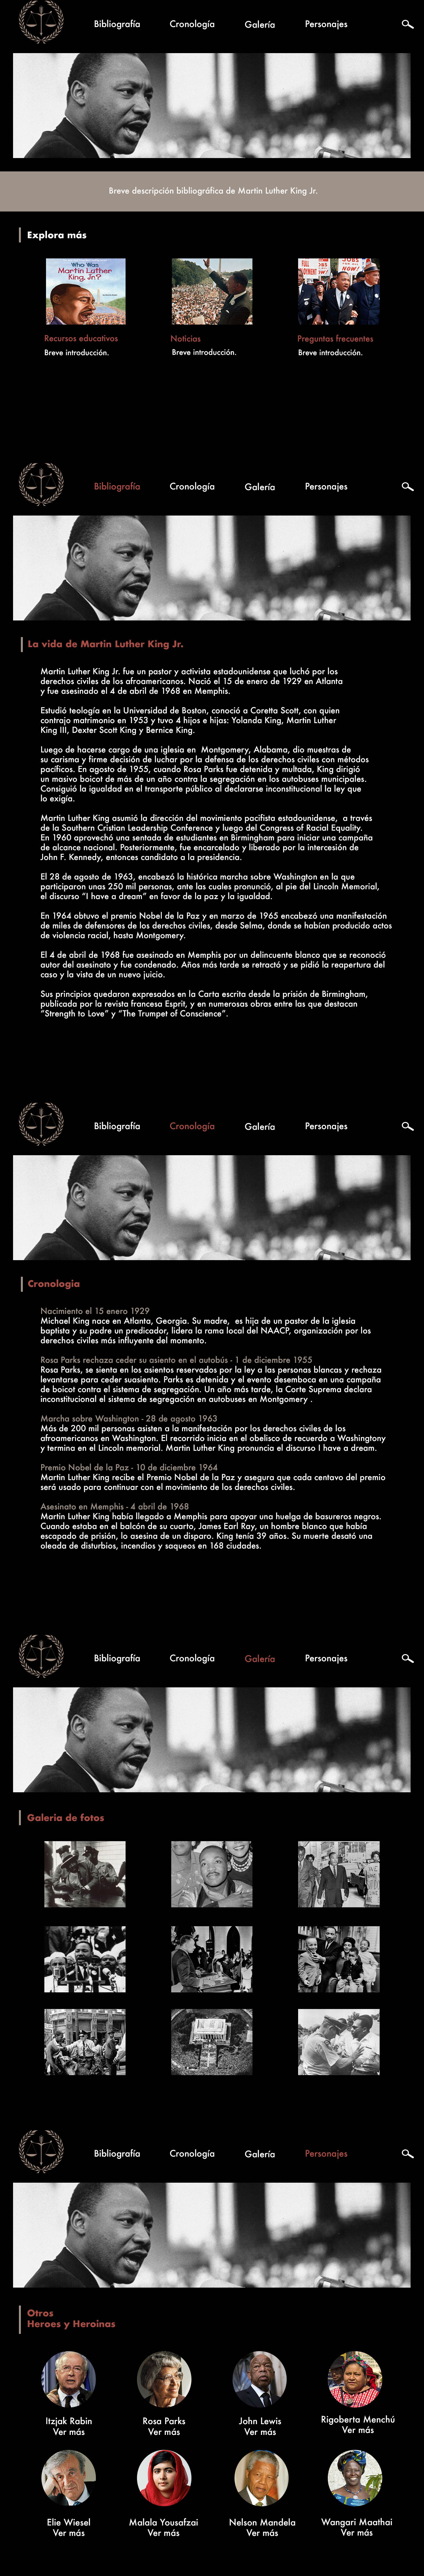 Bibliografía Cronología Galería Personajes
Breve descripción bibliográfica de Martin Luther King Jr.
Explora más
Who Was
Martin Luther
King, Jr.?
JOBS
FOR ALL
NOW!
Recursos educativos Noticias Preguntas frecuentes
Breve introducción. Breve introducción. Breve introducción.
Bibliografía Cronología Galería Personajes
La vida de Martin Luther King Jr.
Martin Luther King Jr. fue un pastor y activista estadounidense que luchó por los
derechos civiles de los afroamericanos. Nació el 15 de enero de 1929 en Atlanta
y fue asesinado el 4 de abril de 1968 en Memphis.
Estudió teología en la Universidad de Boston, conoció a Coretta Scott, con quien
contrajo matrimonio en 1953 y tuvo 4 hijos e hijas: Yolanda King, Martin Luther
King III, Dexter Scott King y Bernice King.
Luego de hacerse cargo de una iglesia en Montgomery, Alabama, dio muestras de
su carisma y firme decisión de luchar por la defensa de los derechos civiles con métodos
pacíficos. En agosto de 1955, cuando Rosa Parks fue detenida y multada, King dirigió
un masivo boicot de más de un año contra la segregación en los autobuses municipales.
Consiguió la igualdad en el transporte público al declararse inconstitucional la ley que
lo exigía.
Martin Luther King asumió la dirección del movimiento pacifista estadounidense, a través
de la Southern Cristian Leadership Conference y luego del Congress of Racial Equality.
En 1960 aprovechó una sentada de estudiantes en Birmingham para iniciar una campaña
de alcance nacional. Posteriormente, fue encarcelado y liberado por la intercesión de
John F. Kenedy, entonces candidato a la presidencia.
El 28 de agosto de 1963, encabezó la histórica marcha sobre Washington en la que
participaron unas 250 mil personas, ante las cuales pronunció, al pie del Lincoln Memorial,
el discurso "I have a dream" en favor de la paz y la igualdad.
En 1964 obtuvo el premio Nobel de la Paz y en marzo de 1965 encabezó una manifestación
de miles de defensores de los derechos civiles, desde Selma, donde se habían producido actos
de violencia racial, hasta Montgomery.
El 4 de abril de 1968 fue asasinado en Memphis por un delincuente blanco que se reconoció
autor del asesinato y fue condenado. Años más tarde se retractó y se pidió la reapertura del
caso y la vista de un nuevo juicio.
Sus principios quedaron expresados en la Carta escrita desde la prisión de Birmingham,
publicada por la revista francesa Esprit, y en numerosas obras entre las que destacan
"Strength to Love" y "The Trumpet of Conscience".
Bibliografía Cronología Galería Personajes
Cronologia
Nacimiento el 15 enero 1929
Michael King nace en Atlanta, Georgia. Su madre, es hija de un pastor de la iglesia
baptista y su padre un predicador, lidera la rama local del NAACP, organización por los
derechos civiles más influyente del momento.
Rosa Parks rechaza ceder su asiento en el autobús - 1 de diciembre 1955
Rosa Parks, se siente en los asientos reservados por la ley a las personas blancas y rechaza
levantarse para ceder suasiento. Parks es detenida y el evento desemboca en una campaña
de boicot contra el sistema de segregación. Un año más tarde, la Corte Suprema declara
inconstitucional el sistema de segregación en autobuses en Montgomery .
Marcha sobre Washington - 28 de agosto 1963
Más de 200 mil personas asisten a la manifestación por los derechos civiles de los
afroamericanos en Washington. El recorrido inicia en el obelisco de recuerdo a Washingtony
y termina en el Lincoln memorial. Martin Luther King pronuncia el discurso I have a dream.
Premio Nobel de la Paz - 10 de diciembre 1964
Martin Luther King recibe el Premio Nobel de la Paz y asegura que cada centavo del premio
será usado para continuar con el movimiento de los derechos civiles.
Asesinato en Memphis - 4 abril de 1968
Martin Luther King había llegado a Memphis para apoyar una huelga de basureros negros.
Cuando estaba en el balcón de su cuarto, James Earl Ray, un hombre blanco que había
escapado de prisión, lo asesina de un disparo. King tenía 39 años. Su muerte desató una
oleada de disturbios, incendios y saqueos en 168 ciudades.
Bibliografía Cronología Galería Personajes
Galeria de fotos
Bibliografía Cronología Galería Personajes
Otros
Heroes y Heroinas
Itzjak Rabin Rosa Parks John Lewis Rigoberta Menchú
Ver más Ver más Ver más Ver más
Elie Wiesel Malala Yousafzai Nelson Mandela Wangari Maathai
Ver más Ver más Ver más Ver más